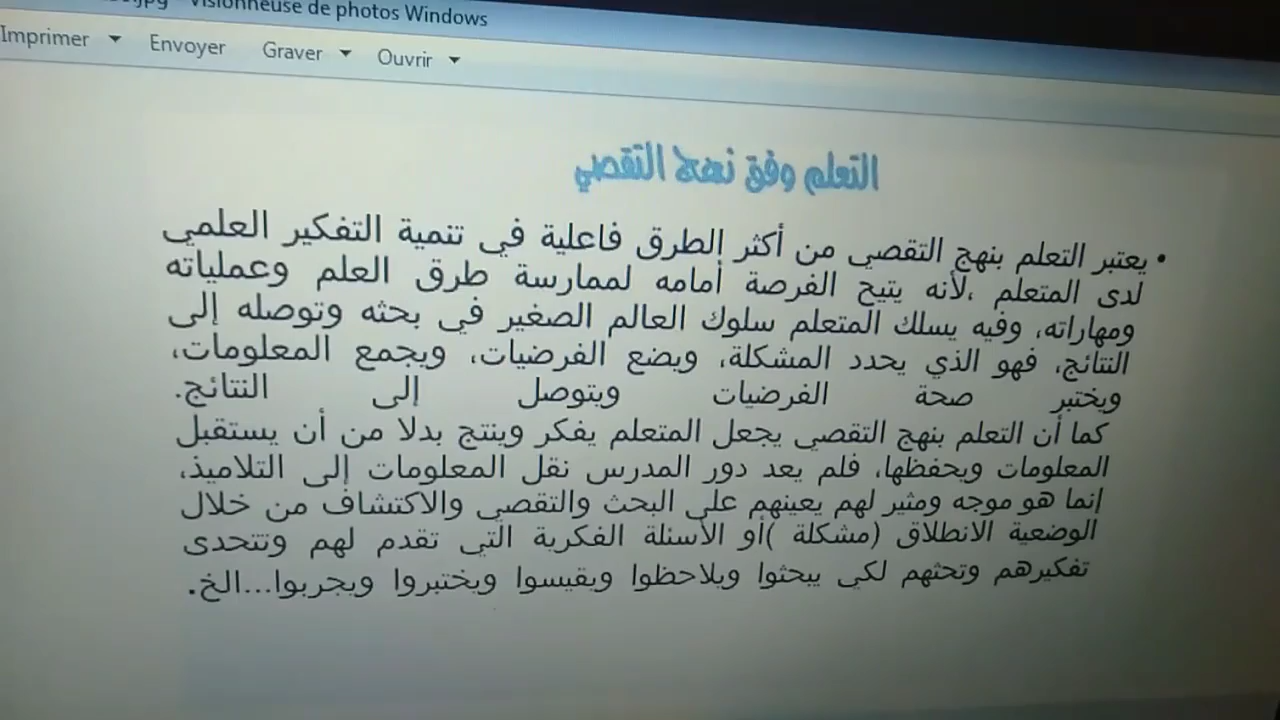 jpg - Visionneuse de photos Windows
Imprimer Envoyer Graver Ouvrir
التعلم وفق نهج التقصي
• يعتبر التعلم بنهج التقصي من أكثر الطرق فاعلية في تنمية التفكير العلمي
لدى المتعلم ،لأنه يتيح الفرصة أمامه لممارسة طرق العلم وعملياته
ومهاراته، وفيه يسلك المتعلم سلوك العالم الصغير في بحثه وتوصله إلى
النتائج، فهو الذي يحدد المشكلة، ويضع الفرضيات، ويجمع المعلومات،
ويختبر صحة الفرضيات ويتوصل إلى النتائج.
كما أن التعلم بنهج التقصي يجعل المتعلم يفكر وينتج بدلا من أن يستقبل
المعلومات ويحفظها، فلم يعد دور المدرس نقل المعلومات إلى التلاميذ،
إنما هو موجه ومثير لهم يعينهم على البحث والتقصي والاكتشاف من خلال
الوضعية الانطلاق (مشكلة )أو الأسئلة الفكرية التي تقدم لهم وتتحدى
تفكيرهم وتحثهم لكي يبحثوا ويلاحظوا ويقيسوا ويختبروا ويجربوا...الخ.